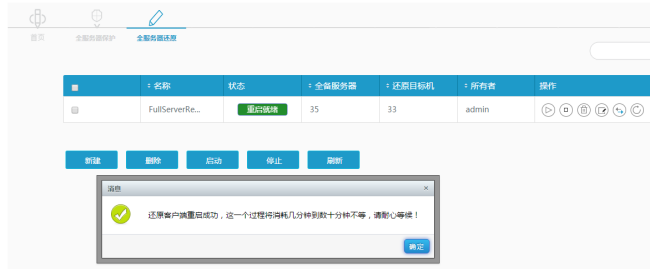 首页
全服务器保护
全服务器还原
名称
状态
全备服务器
还原目标机
所有者
操作
FullServerRe...
重启就绪
35
33
admin
新建
删除
启动
停止
刷新
消息
×
还原客户端重启成功，这一个过程将消耗几分钟到数十分钟不等，请耐心等候！
确定